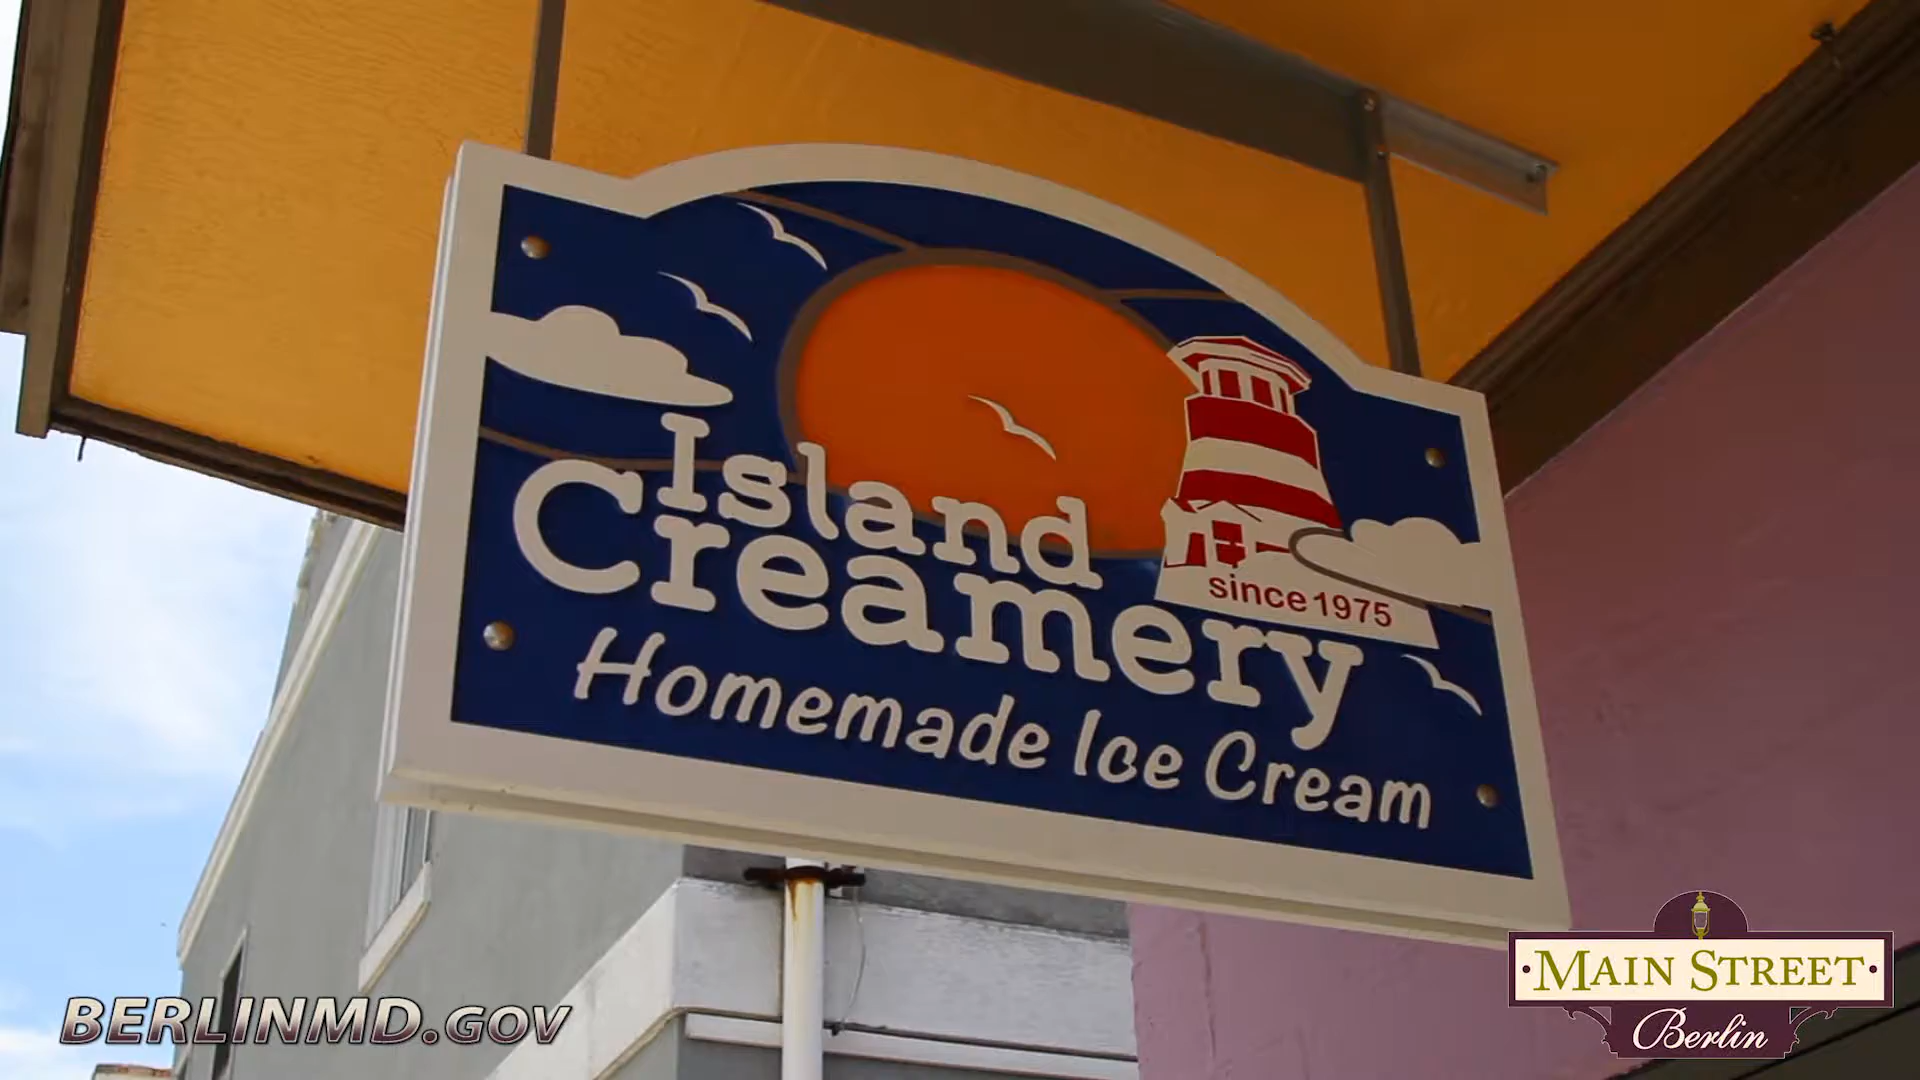 Island
Creamery
since 1975
Homemade Ice Cream
BERLINMD.GOV
MAIN STREET
Berlin